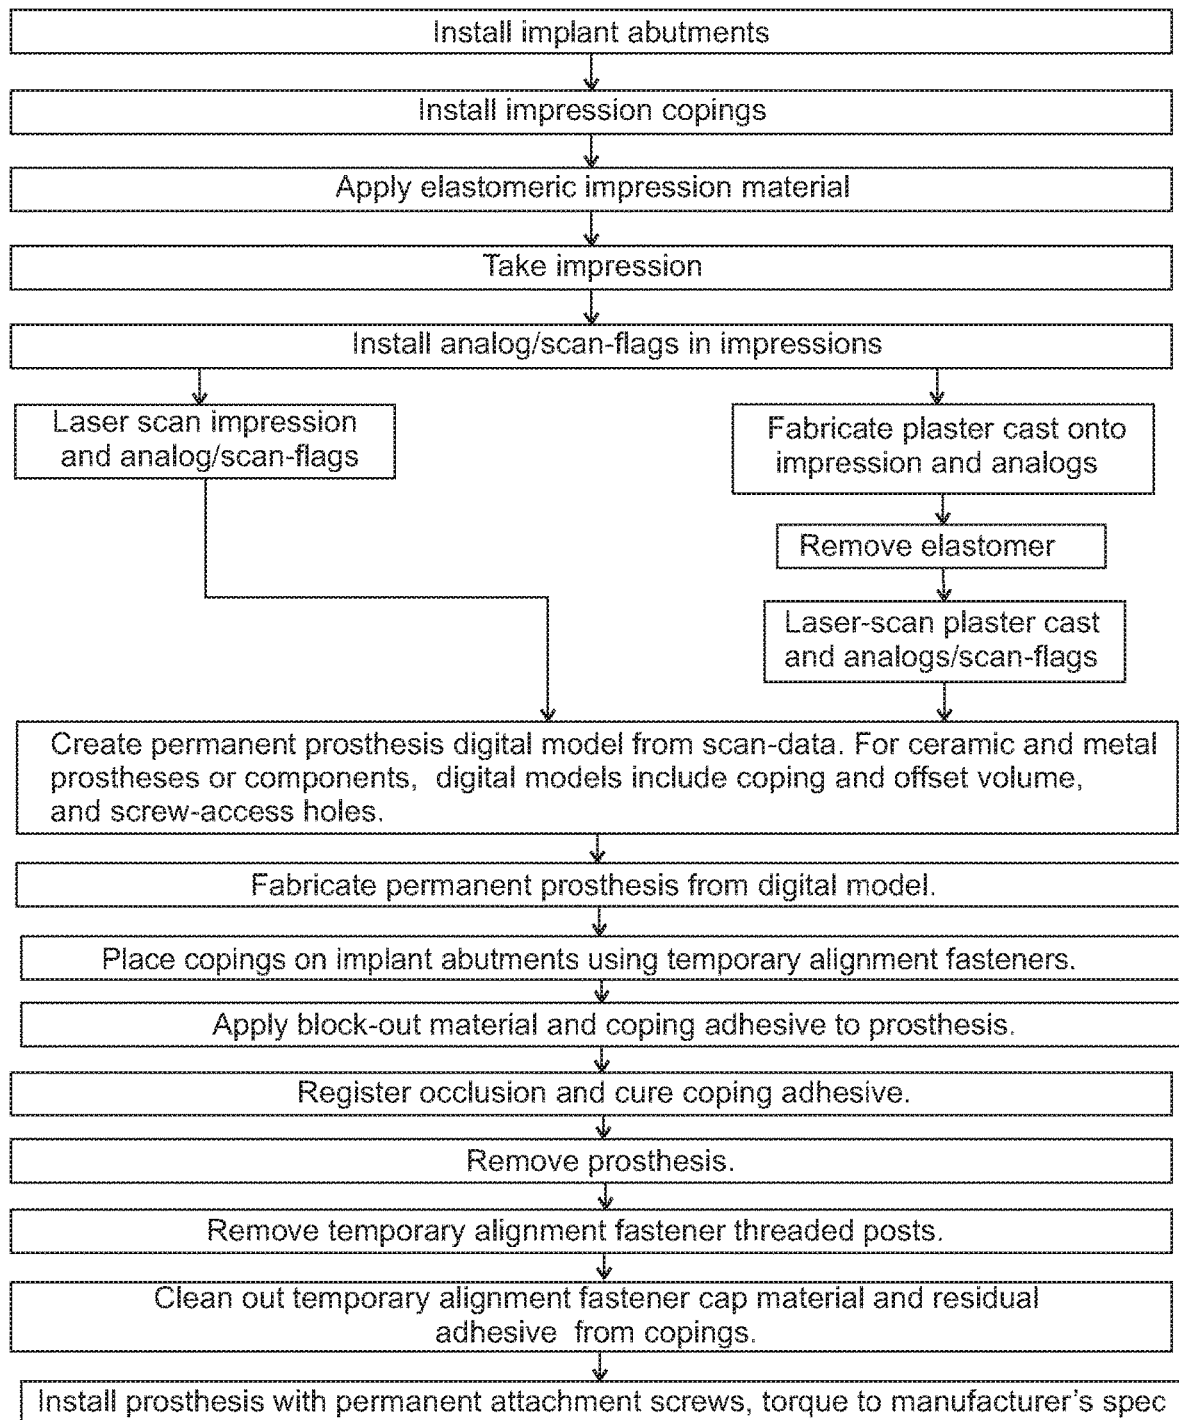 Install implant abutments
Install impression copings
Apply elastomeric impression material
Take impression
Install analog/scan-flags in impressions
Laser scan impression
and analog/scan-flags
Fabricate plaster cast onto
impression and analogs
Remove elastomer
Laser-scan plaster cast
and analogs/scan-flags
Create permanent prosthesis digital model from scan-data. For ceramic and metal
prostheses or components, digital models include coping and offset volume,
and screw-access holes.
Fabricate permanent prosthesis from digital model.
Place copings on implant abutments using temporary alignment fasteners.
Apply block-out material and coping adhesive to prosthesis.
Register occlusion and cure coping adhesive.
Remove prosthesis.
Remove temporary alignment fastener threaded posts.
Clean out temporary alignment fastener cap material and residual
adhesive from copings.
Install prosthesis with permanent attachment screws, torque to manufacturer's spec